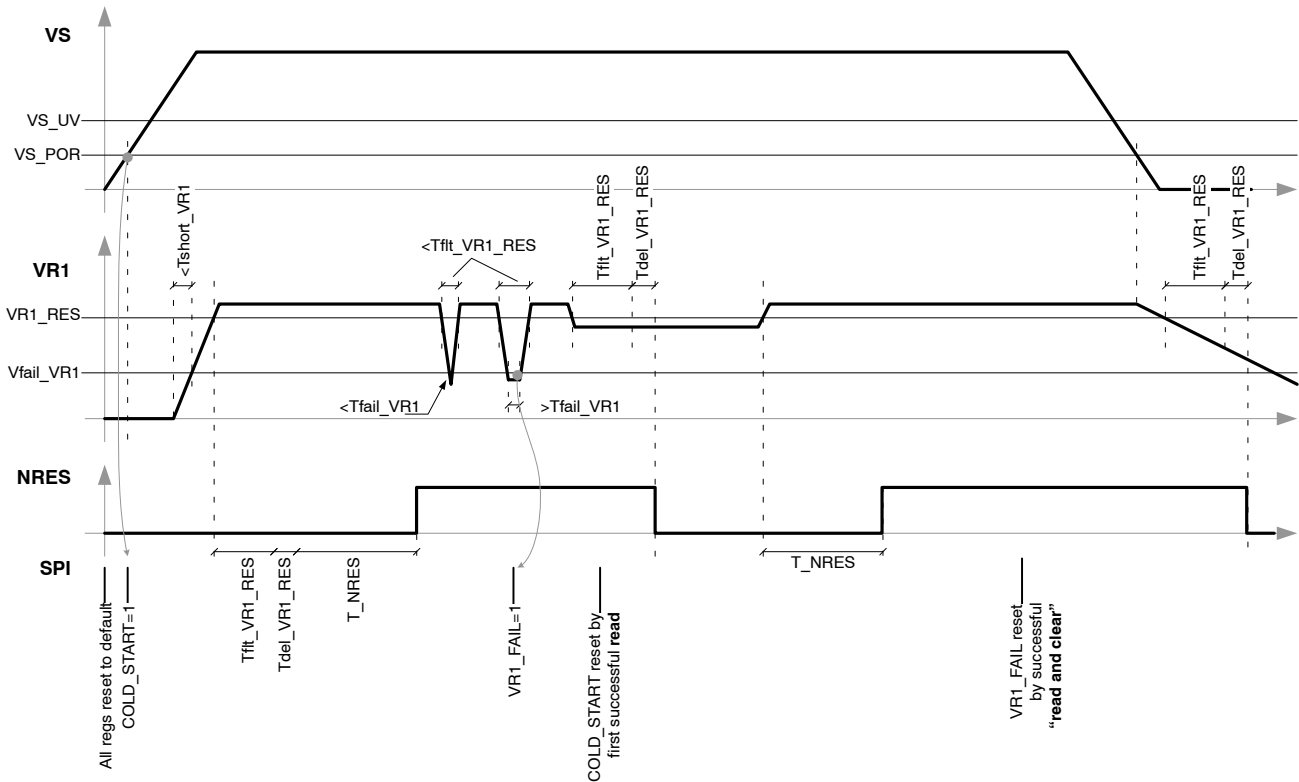 VS
VS_UV
VS_POR
<Tshort_VR1
Tflt_VR1_RES
Tdel_VR1_RES
Tflt_VR1_RES
Tdel_VR1_RES
<Tflt_VR1_RES
VR1
VR1_RES
Vfail_VR1
<Tfail_VR1
>Tfail_VR1
NRES
SPI
T_NRES
All regs reset to default
COLD_START=1
Tflt_VR1_RES
Tdel_VR1_RES
T_NRES
VR1_FAIL=1
COLD_START reset by
first successful read
VR1_FAIL reset
by successful
“read and clear”